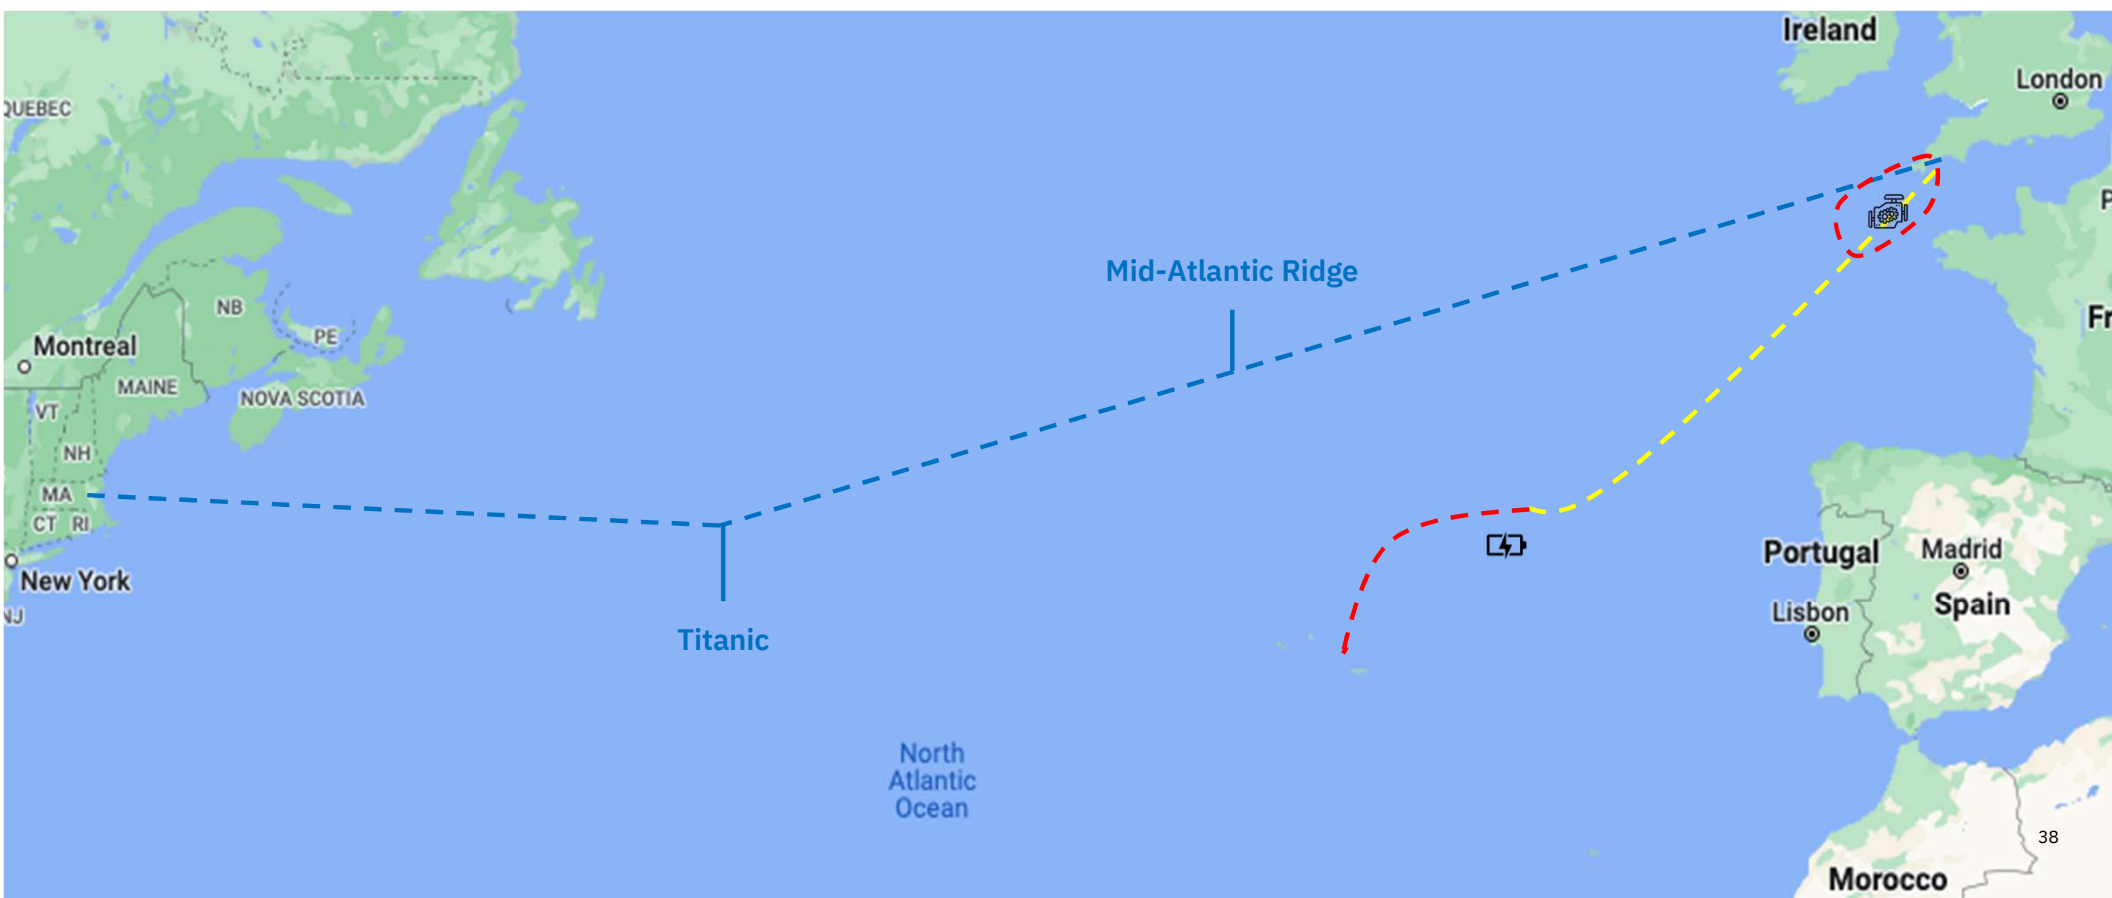 Ireland
London
QUEBEC
Mid-Atlantic Ridge
NB
PE
Montreal
MAINE
NOVA SCOTIA
VT
NH
MA
CT RI
New York
NJ
Titanic
Portugal
Madrid
Spain
Lisbon
North
Atlantic
Ocean
38
Morocco
Fr
P